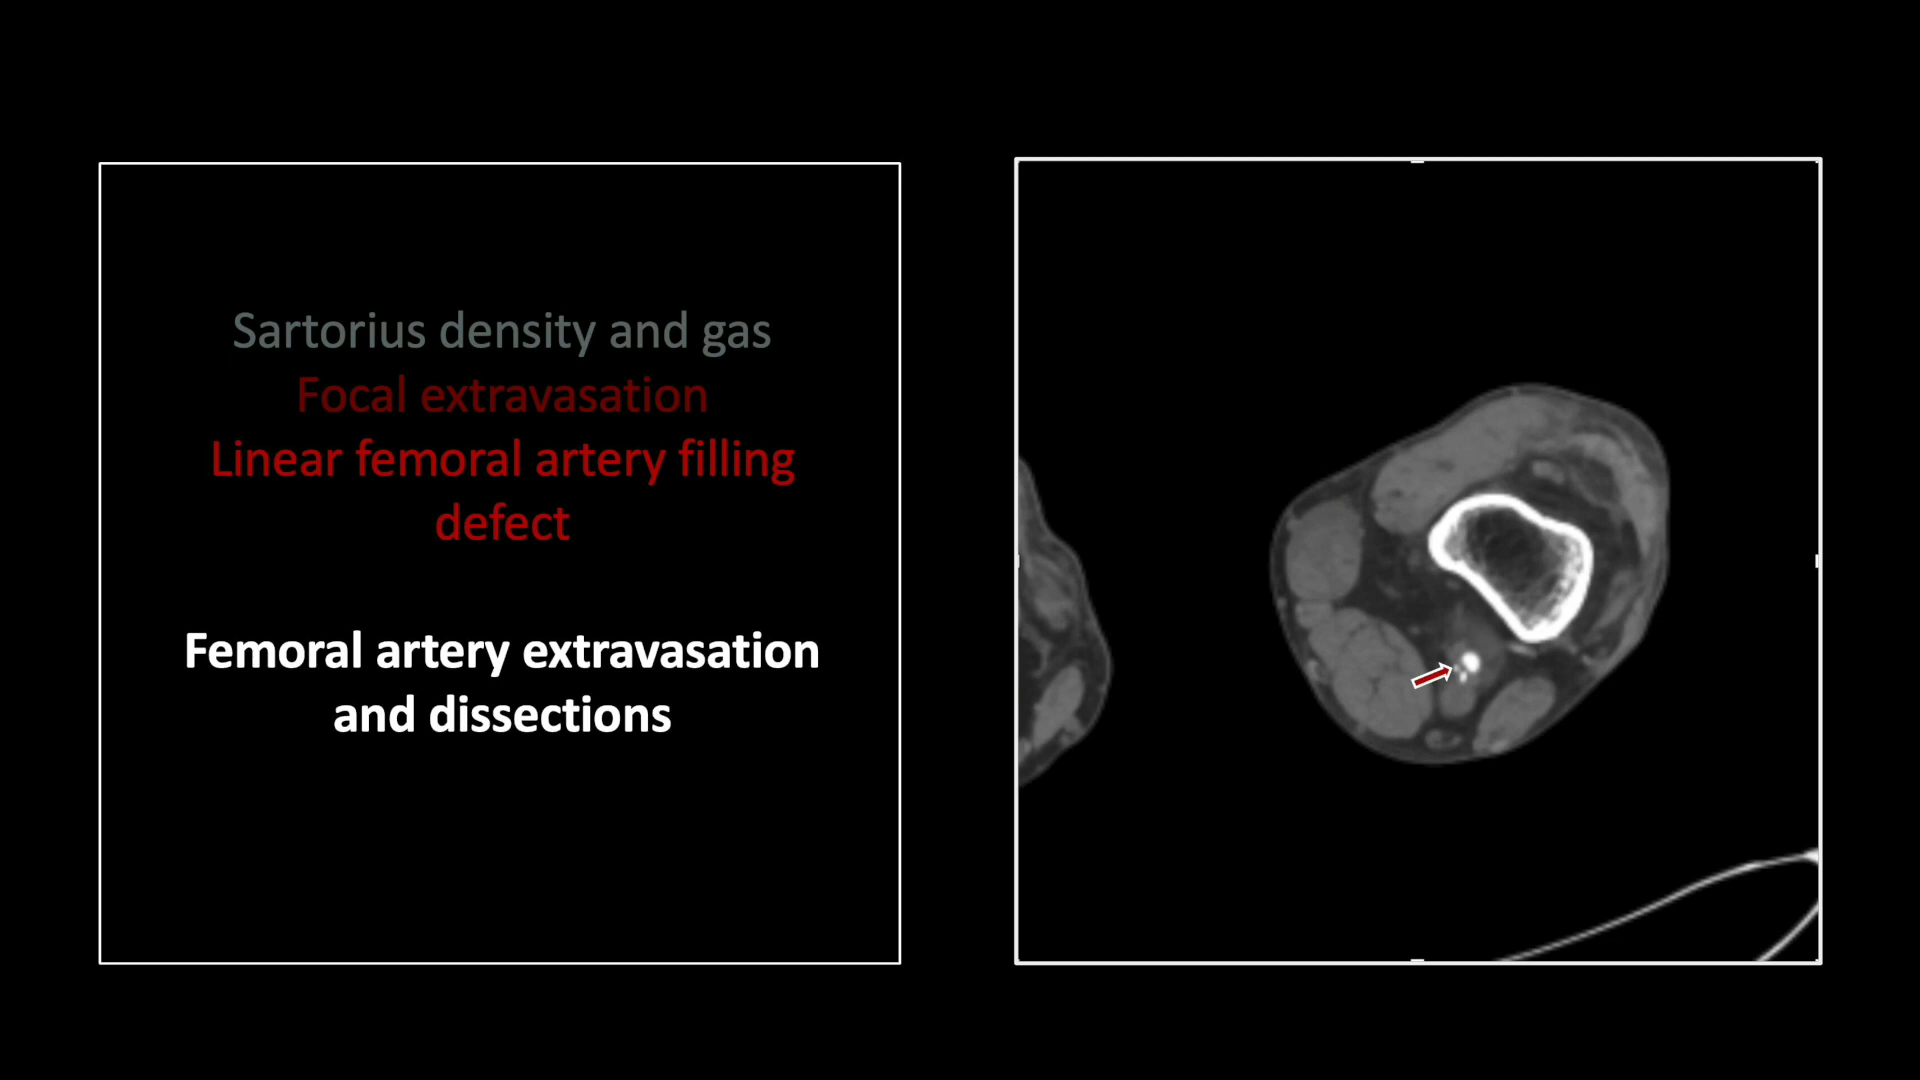 Sartorius density and gas
Focal extravasation
Linear femoral artery filling
defect
Femoral artery extravasation
and dissections